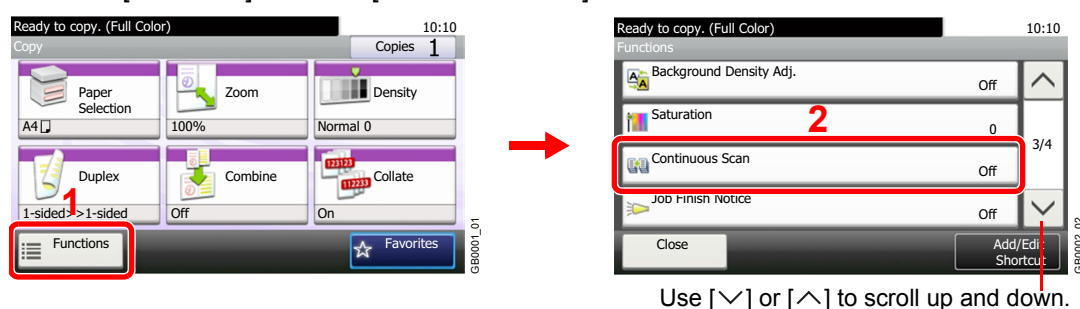 Ready to copy. (Full Color)
10:10
Copy
Copies 1
Paper
Selection
Zoom
Density
A4
100%
Normal 0
Duplex
Combine
123123
112233
Collate
1
1-sided>>1-sided
Off
On
Functions
Favorites
GB0001_01
Ready to copy. (Full Color)
10:10
Functions
Background Density Adj.
Off
Saturation
2
0
3/4
Continuous Scan
Off
Job Finish Notice
Off
Close
Add/Edit
Shortcut
GB0002_02
Use [﹀] or [︿] to scroll up and down.